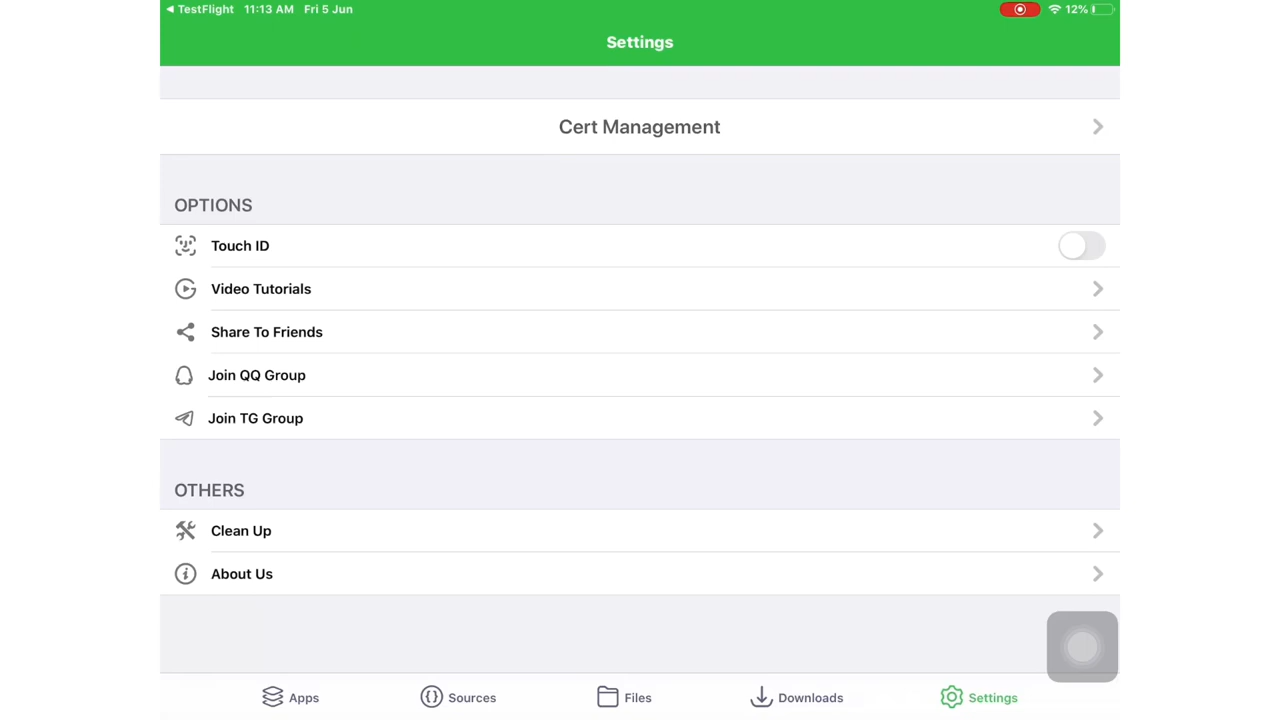 TestFlight 11:13 AM Fri 5 Jun 12%
Settings
Cert Management
OPTIONS
Touch ID
Video Tutorials
Share To Friends
Join QQ Group
Join TG Group
OTHERS
Clean Up
About Us
Apps Sources Files Downloads Settings